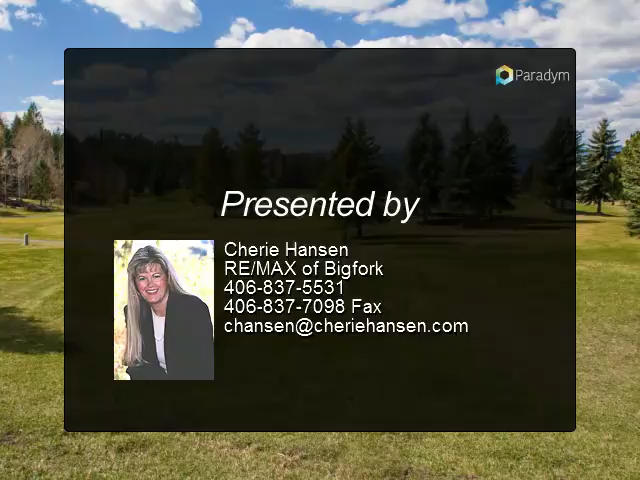 Paradym
Presented by
Cherie Hansen
RE/MAX of Bigfork
406-837-5531
406-837-7098 Fax
chansen@cheriehansen.com